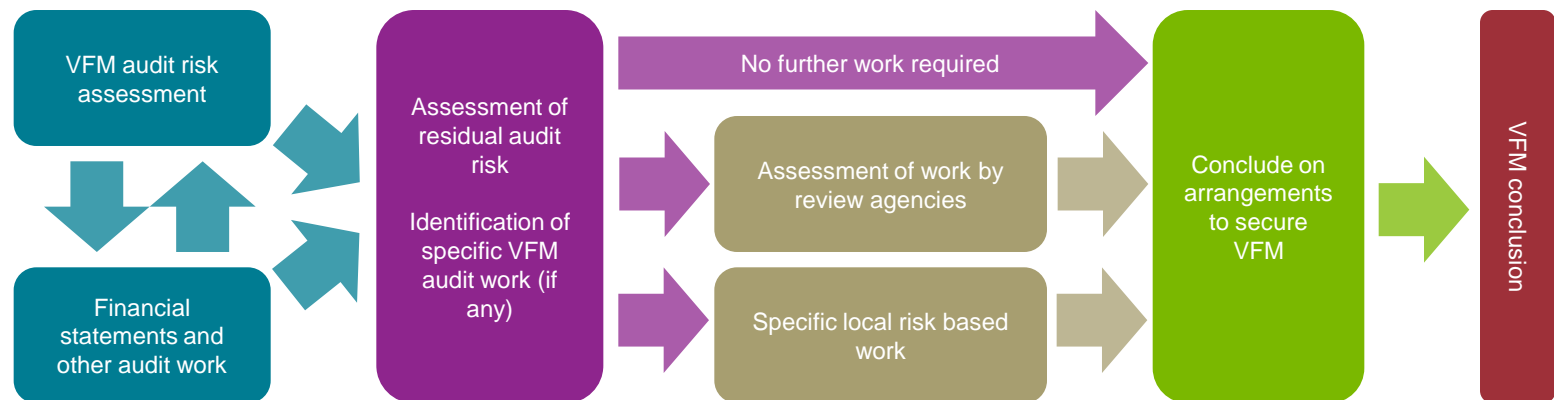 VFM audit risk
assessment
Financial
statements and
other audit work
Assessment of
residual audit
risk
Identification of
specific VFM
audit work (if
any)
No further work required
Assessment of work by
review agencies
Specific local risk based
work
Conclude on
arrangements
to secure
VFM
VFM conclusion